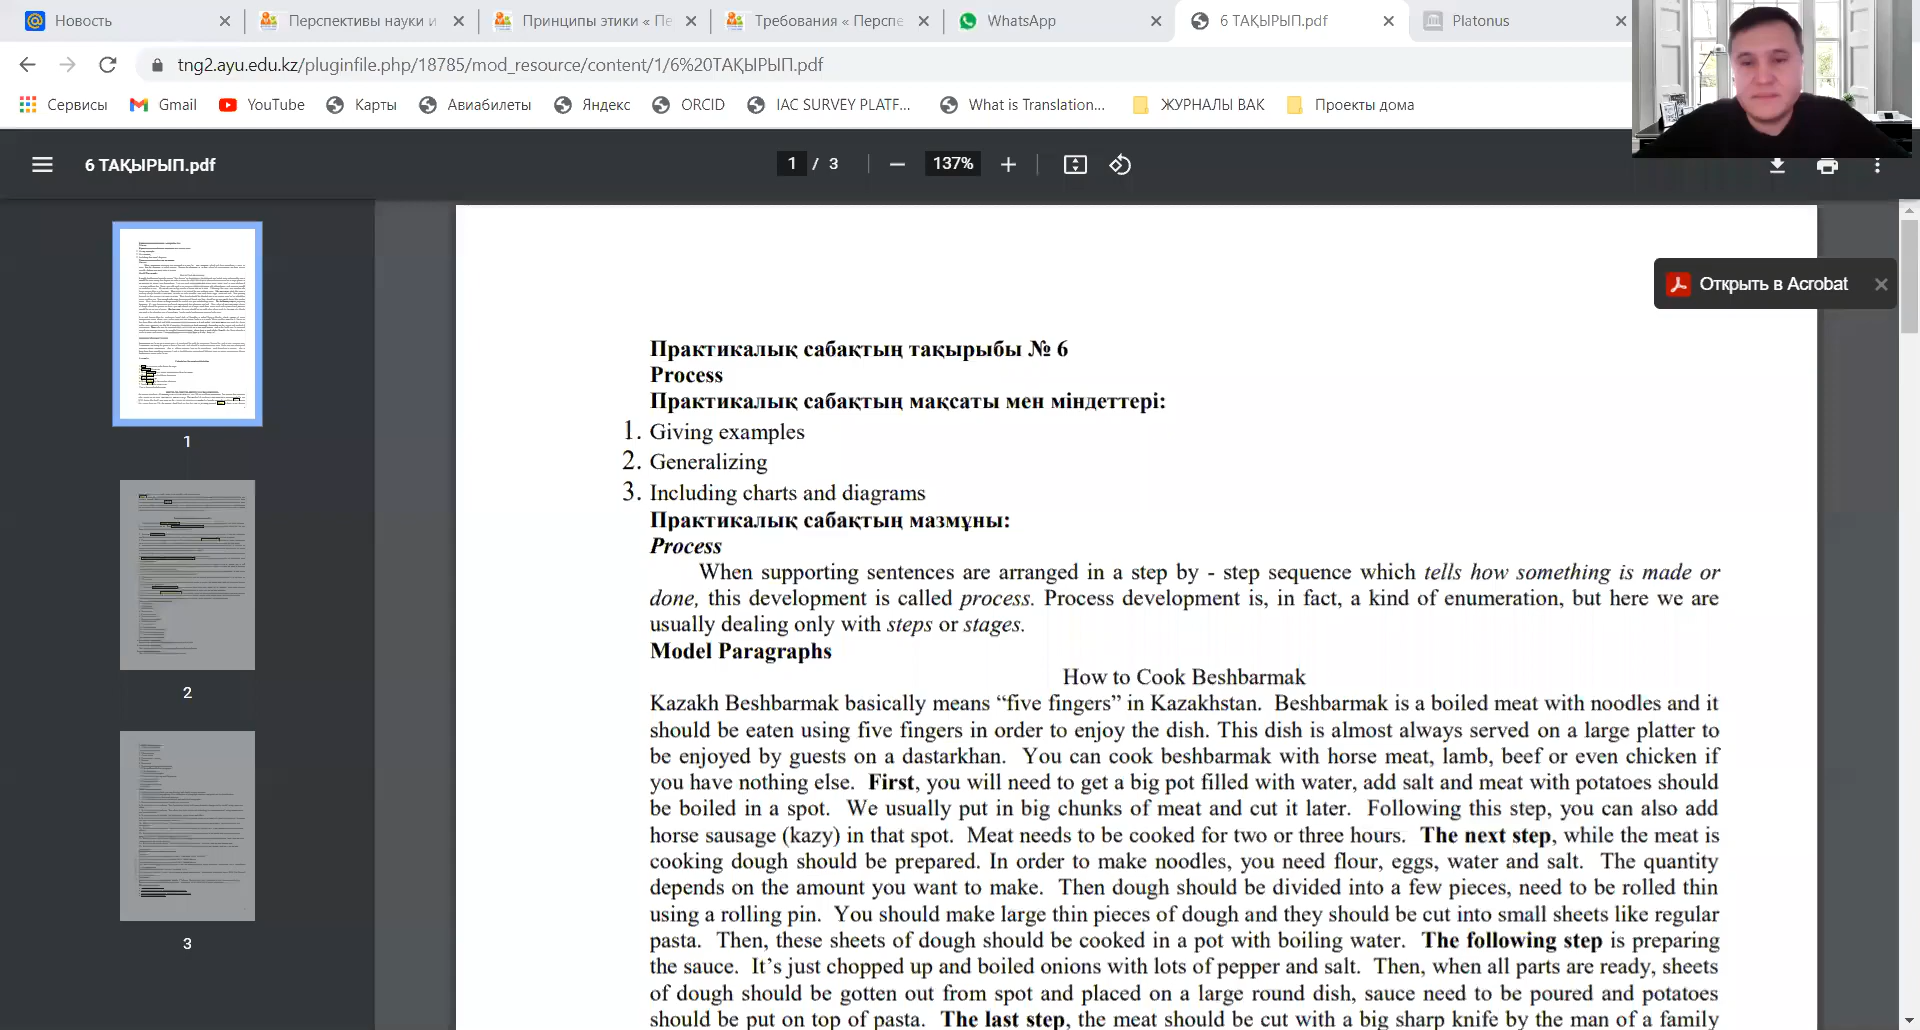 Новость
Перспективы науки и
Принципы этики « Пе
Требования « Перспе
WhatsApp
6 ТАҚЫРЫП.pdf
Platonus
tng2.ayu.edu.kz/pluginfile.php/18785/mod_resource/content/1/6%20ТАҚЫРЫП.pdf
Сервисы
Gmail
YouTube
Карты
Авиабилеты
Яндекс
ORCID
IAC SURVEY PLATF...
What is Translation...
ЖУРНАЛЫ ВАК
Проекты дома
6 ТАҚЫРЫП.pdf
1 / 3
137%
Открыть в Acrobat
1
2
3
Практикалық сабақтың тақырыбы № 6
Process
Практикалық сабақтың мақсаты мен міндеттері:
1. Giving examples
2. Generalizing
3. Including charts and diagrams
Практикалық сабақтың мазмұны:
Process
When supporting sentences are arranged in a step by - step sequence which tells how something is made or
done, this development is called process. Process development is, in fact, a kind of enumeration, but here we are
usually dealing only with steps or stages.
Model Paragraphs
How to Cook Beshbarmak
Kazakh Beshbarmak basically means “five fingers” in Kazakhstan. Beshbarmak is a boiled meat with noodles and it
should be eaten using five fingers in order to enjoy the dish. This dish is almost always served on a large platter to
be enjoyed by guests on a dastarkhan. You can cook beshbarmak with horse meat, lamb, beef or even chicken if
you have nothing else. First, you will need to get a big pot filled with water, add salt and meat with potatoes should
be boiled in a spot. We usually put in big chunks of meat and cut it later. Following this step, you can also add
horse sausage (kazy) in that spot. Meat needs to be cooked for two or three hours. The next step, while the meat is
cooking dough should be prepared. In order to make noodles, you need flour, eggs, water and salt. The quantity
depends on the amount you want to make. Then dough should be divided into a few pieces, need to be rolled thin
using a rolling pin. You should make large thin pieces of dough and they should be cut into small sheets like regular
pasta. Then, these sheets of dough should be cooked in a pot with boiling water. The following step is preparing
the sauce. It’s just chopped up and boiled onions with lots of pepper and salt. Then, when all parts are ready, sheets
of dough should be gotten out from spot and placed on a large round dish, sauce need to be poured and potatoes
should be put on top of pasta. The last step, the meat should be cut with a big sharp knife by the man of a family